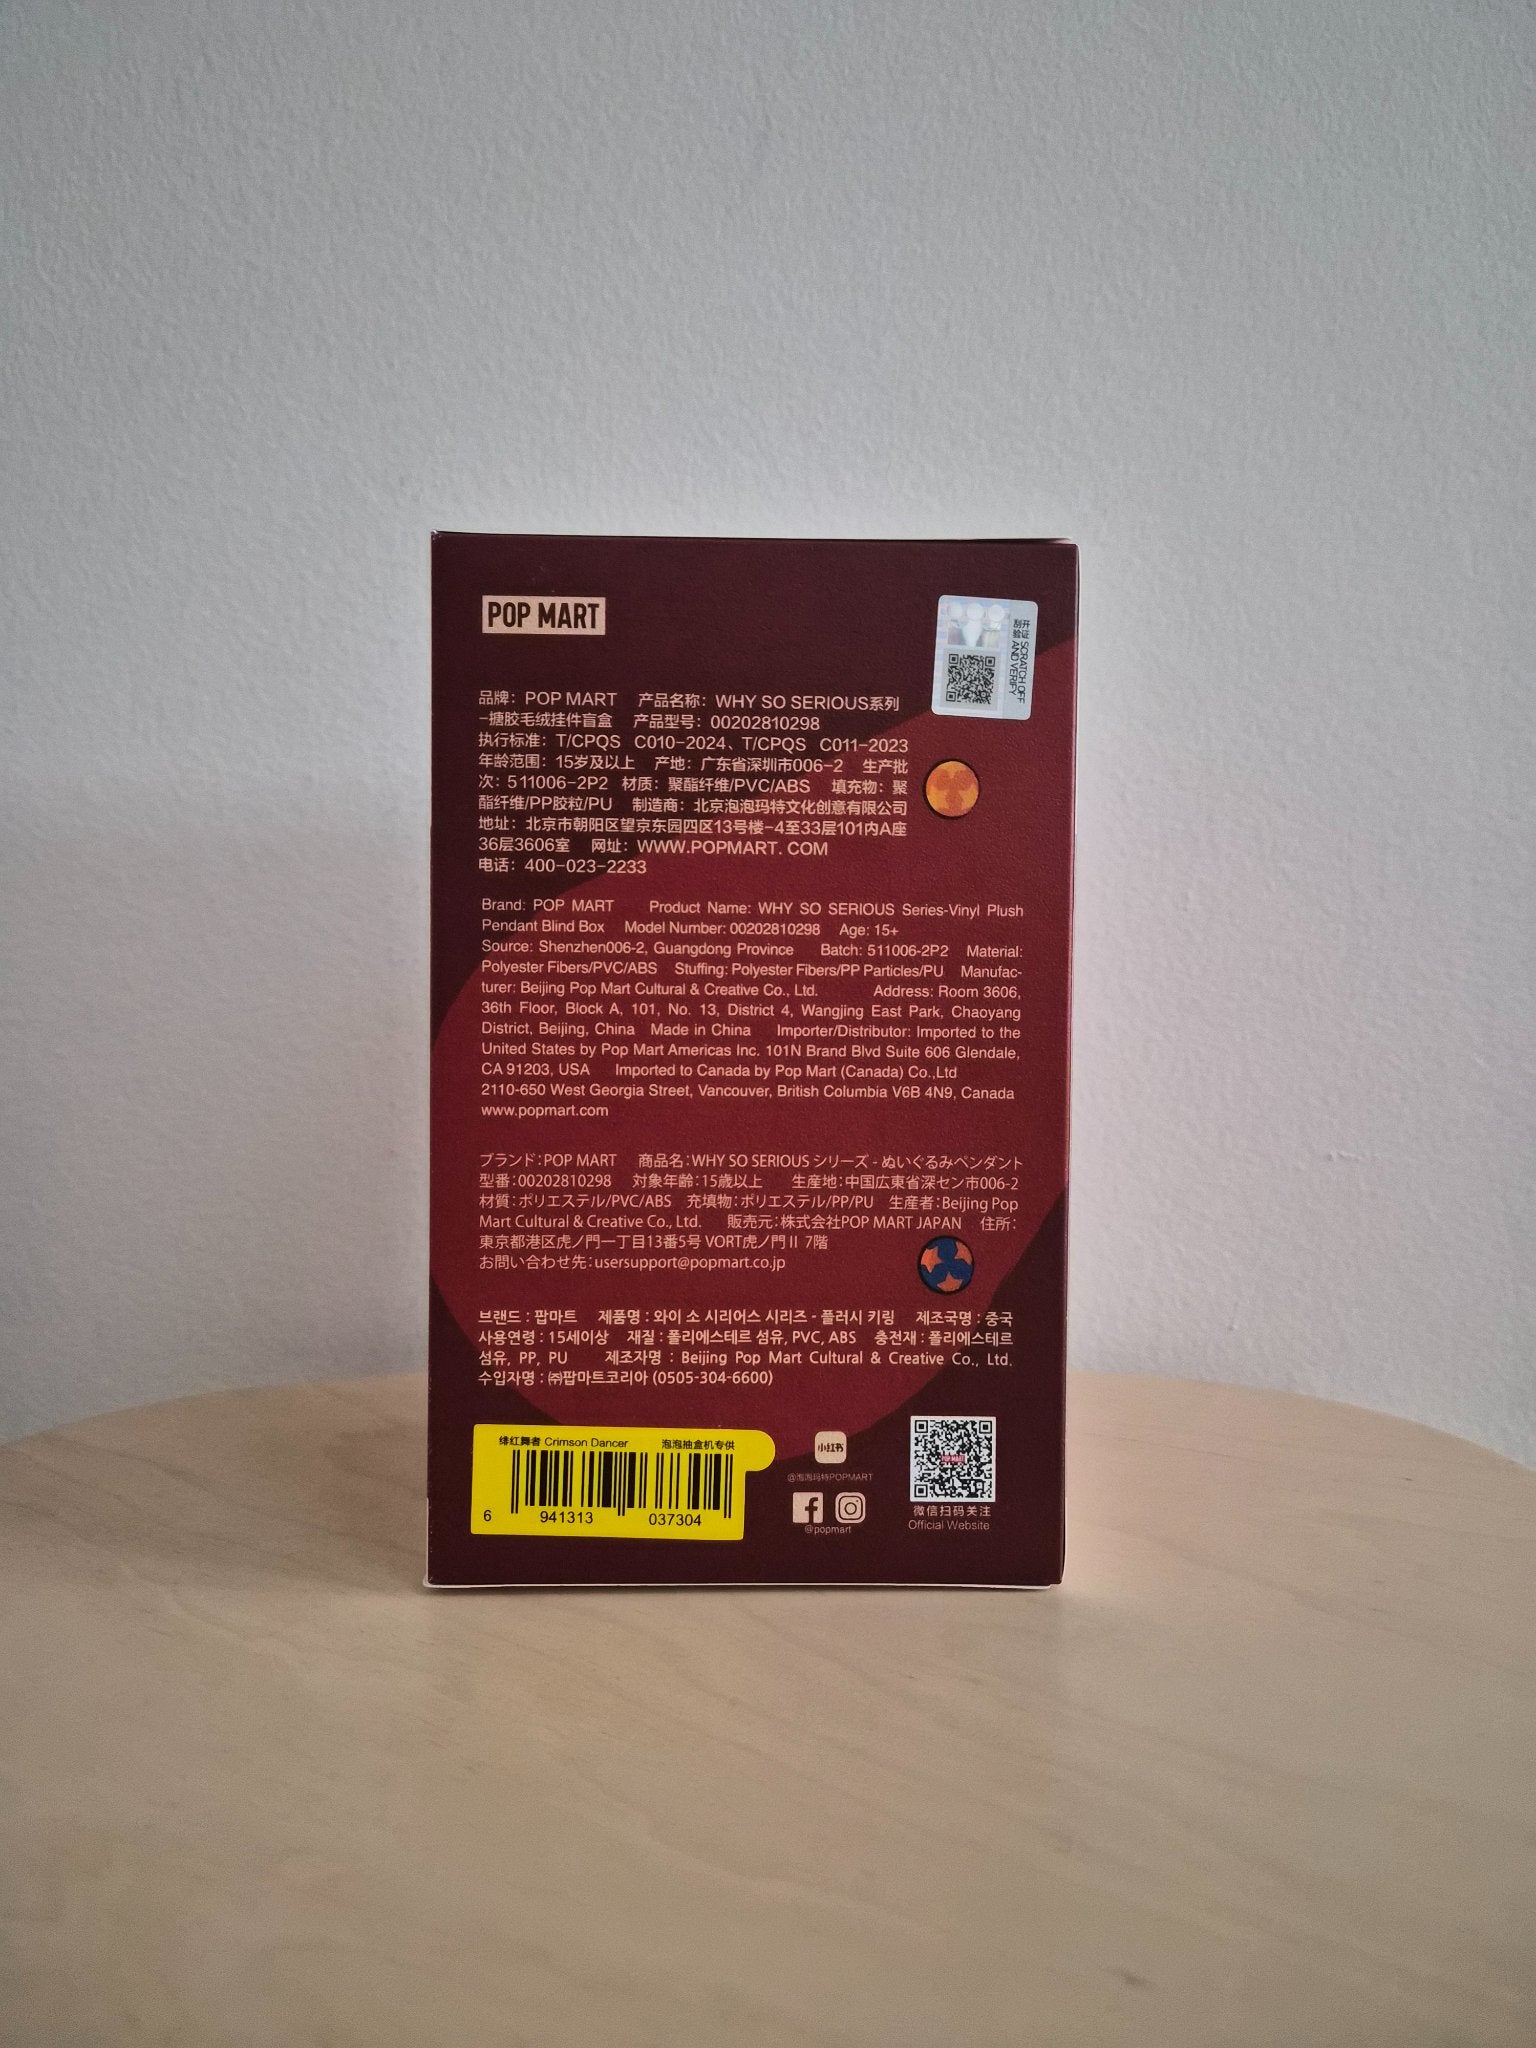 POP MART
刮开 SCRATCH OFF
验证 AND VERIFY
品牌：POP MART 产品名称：WHY SO SERIOUS系列
-搪胶毛绒挂件盲盒 产品型号：00202810298
执行标准：T/CPQS C010-2024、T/CPQS C011-2023
年龄范围：15岁及以上 产地：广东省深圳市006-2 生产批
次：511006-2P2 材质：聚酯纤维/PVC/ABS 填充物：聚
酯纤维/PP胶粒/PU 制造商：北京泡泡玛特文化创意有限公司
地址：北京市朝阳区望京东园四区13号楼-4至33层101内A座
36层3606室 网址：WWW.POPMART. COM
电话：400-023-2233
Brand: POP MART Product Name: WHY SO SERIOUS Series-Vinyl Plush
Pendant Blind Box Model Number: 00202810298 Age: 15+
Source: Shenzhen006-2, Guangdong Province Batch: 511006-2P2 Material:
Polyester Fibers/PVC/ABS Stuffing: Polyester Fibers/PP Particles/PU Manufac-
turer: Beijing Pop Mart Cultural & Creative Co., Ltd. Address: Room 3606,
36th Floor, Block A, 101, No. 13, District 4, Wangjing East Park, Chaoyang
District, Beijing, China Made in China Importer/Distributor: Imported to the
United States by Pop Mart Americas Inc. 101N Brand Blvd Suite 606 Glendale,
CA 91203, USA Imported to Canada by Pop Mart (Canada) Co.,Ltd
2110-650 West Georgia Street, Vancouver, British Columbia V6B 4N9, Canada
www.popmart.com
ブランド：POP MART 商品名：WHY SO SERIOUS シリーズ - ぬいぐるみペンダント
型番：00202810298 対象年齢：15歳以上 生産地：中国広東省深セン市006-2
材質：ポリエステル/PVC/ABS 充填物：ポリエステル/PP/PU 生産者：Beijing Pop
Mart Cultural & Creative Co., Ltd. 販売元：株式会社POP MART JAPAN 住所：
東京都港区虎ノ門一丁目13番5号 VORT虎ノ門Ⅱ 7階
お問い合わせ先：usersupport@popmart.co.jp
브랜드 : 팝마트 제품명 : 와이 소 시리어스 시리즈 - 플러시 키링 제조국명 : 중국
사용연령 : 15세이상 재질 : 폴리에스테르 섬유, PVC, ABS 충전재 : 폴리에스테르
섬유, PP, PU 제조자명 : Beijing Pop Mart Cultural & Creative Co., Ltd.
수입자명 : ㈜팝마트코리아 (0505-304-6600)
绯红舞者 Crimson Dancer 泡泡抽盒机专供
6 941313 037304
小红书
@泡泡玛特POPMART
@popmart
POP MART
微信扫码关注
Official Website